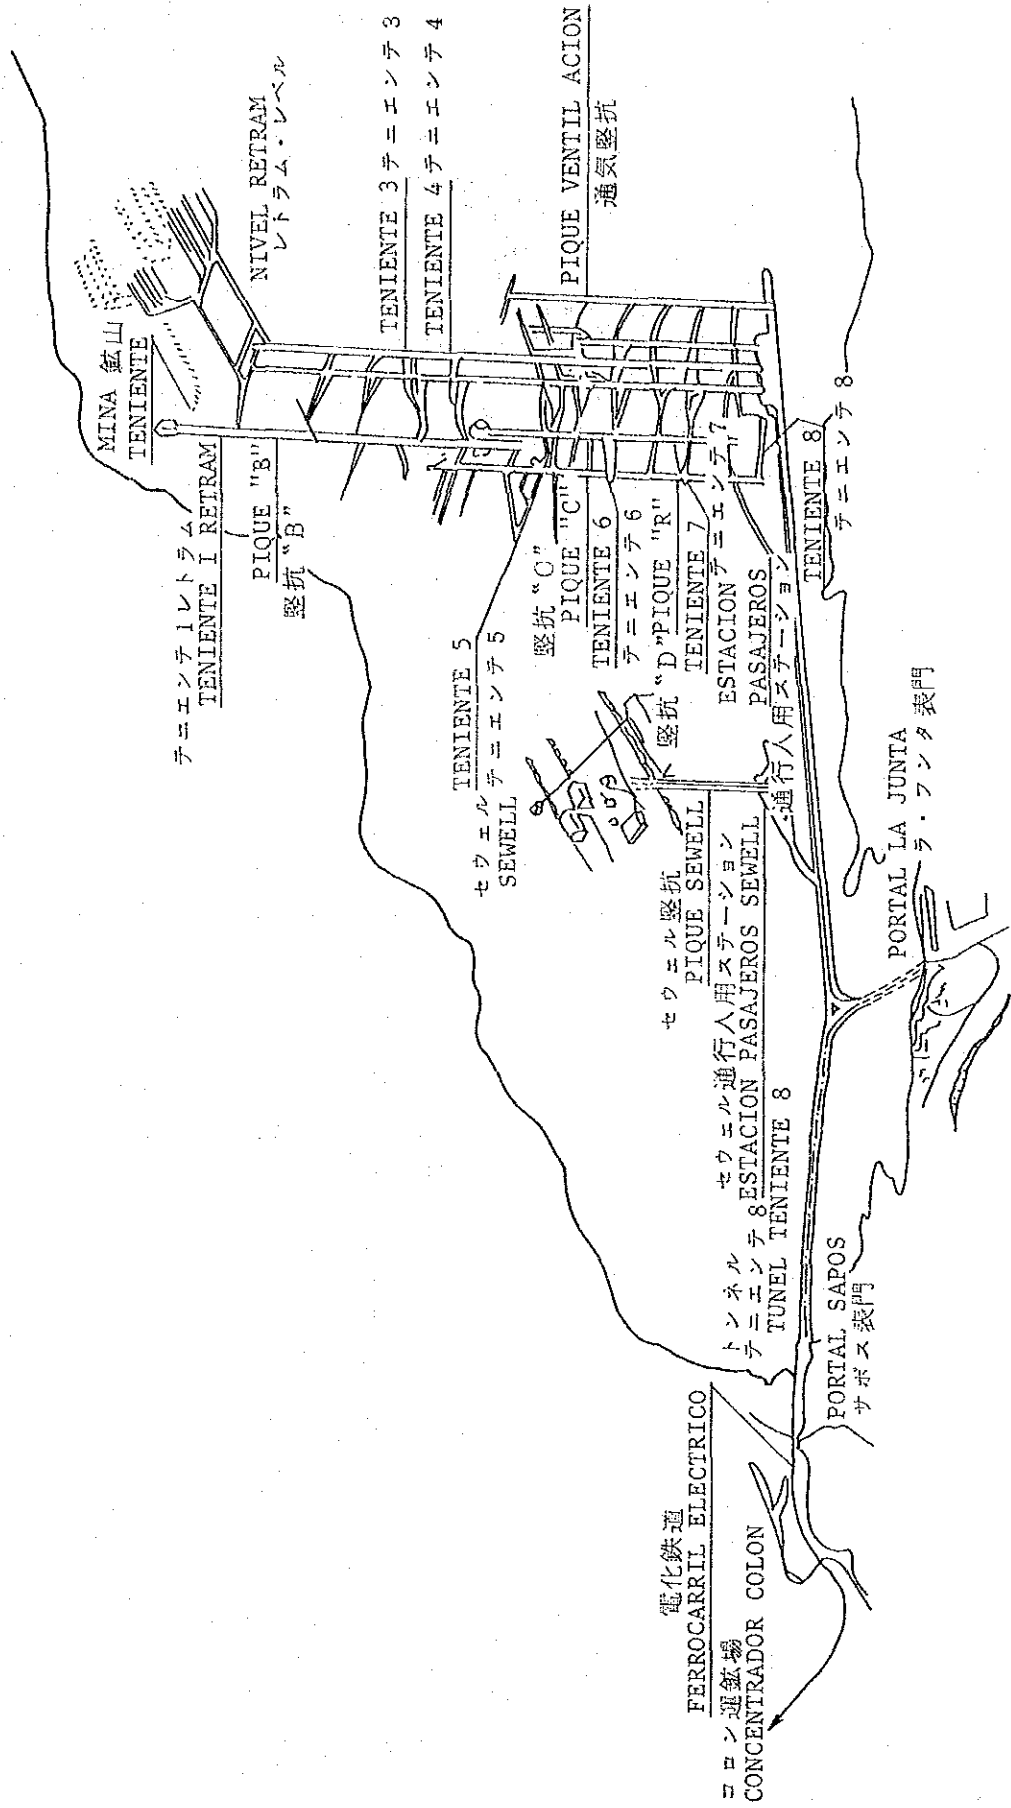 MINA 鉱山
TENIENTE
テニエンテ1レトラム
TENIENTE I RETRAM
PIQUE "B"
竪抗 "B"
NIVEL RETRAM
レトラム・レベル
TENIENTE 3テニエンテ3
TENIENTE 4テニエンテ4
TENIENTE 5
セウェルテニエンテ5
SEWELL
PIQUE VENTIL ACION
通気竪抗
竪抗 "C"
PIQUE "C"
TENIENTE 6
テニエンテ6
竪抗 "D"PIQUE "R"
TENIENTE 7
ESTACIONテニエンテ7
PASAJEROS
通行人用ステーション
TENIENTE 8
テニエンテ8
セウェル竪抗
PIQUE SEWELL
セウェル通行人用ステーション
ESTACION PASAJEROS SEWELL
トンネル
テニエンテ8
TUNEL TENIENTE 8
PORTAL LA JUNTA
ラ・フンタ表門
PORTAL SAPOS
サポス表門
電化鉄道
FERROCARRIL ELECTRICO
コロン選鉱場
CONCENTRADOR COLON